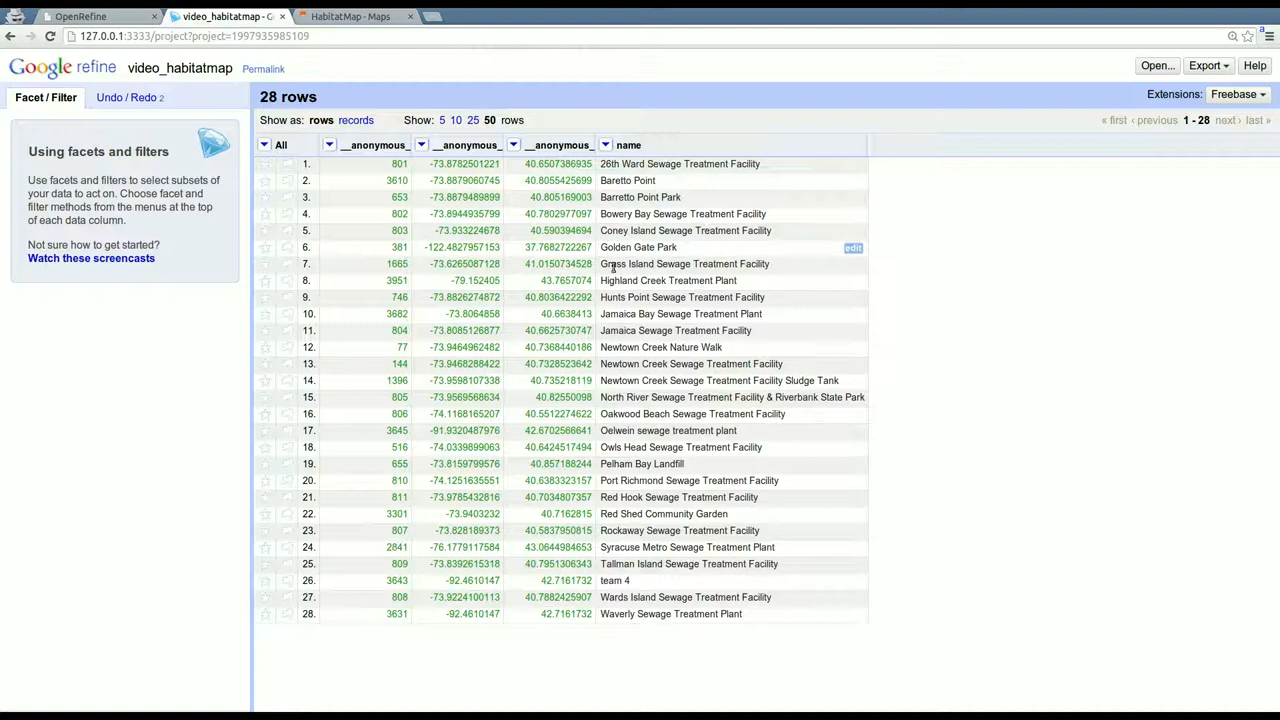 OpenRefine × video_habitatmap - G × HabitatMap - Maps ×
127.0.0.1:3333/project?project=1997935985109
Google refine video_habitatmap Permalink Open... Export Help
Facet / Filter Undo / Redo 2 28 rows Extensions: Freebase
Show as: rows records Show: 5 10 25 50 rows « first ‹ previous 1 - 28 next › last »
Using facets and filters
Use facets and filters to select subsets
of your data to act on. Choose facet and
filter methods from the menus at the top
of each data column.
Not sure how to get started?
Watch these screencasts
All __anonymous_ __anonymous_ __anonymous_ name
1. 801 -73.8782501221 40.6507386935 26th Ward Sewage Treatment Facility
2. 3610 -73.8879060745 40.8055425699 Baretto Point
3. 653 -73.8879489899 40.805169003 Barretto Point Park
4. 802 -73.8944935799 40.7802977097 Bowery Bay Sewage Treatment Facility
5. 803 -73.933224678 40.590394694 Coney Island Sewage Treatment Facility
6. 381 -122.4827957153 37.7682722267 Golden Gate Park edit
7. 1665 -73.6265087128 41.0150734528 Grass Island Sewage Treatment Facility
8. 3951 -79.152405 43.7657074 Highland Creek Treatment Plant
9. 746 -73.8826274872 40.8036422292 Hunts Point Sewage Treatment Facility
10. 3682 -73.8064858 40.6638413 Jamaica Bay Sewage Treatment Plant
11. 804 -73.8085126877 40.6625730747 Jamaica Sewage Treatment Facility
12. 77 -73.9464962482 40.7368440186 Newtown Creek Nature Walk
13. 144 -73.9468288422 40.7328523642 Newtown Creek Sewage Treatment Facility
14. 1396 -73.9598107338 40.735218119 Newtown Creek Sewage Treatment Facility Sludge Tank
15. 805 -73.9569568634 40.82550098 North River Sewage Treatment Facility & Riverbank State Park
16. 806 -74.1168165207 40.5512274622 Oakwood Beach Sewage Treatment Facility
17. 3645 -91.9320487976 42.6702566641 Oelwein sewage treatment plant
18. 516 -74.0339899063 40.6424517494 Owls Head Sewage Treatment Facility
19. 655 -73.8159799576 40.857188244 Pelham Bay Landfill
20. 810 -74.1251635551 40.6383323157 Port Richmond Sewage Treatment Facility
21. 811 -73.9785432816 40.7034807357 Red Hook Sewage Treatment Facility
22. 3301 -73.9403232 40.7162815 Red Shed Community Garden
23. 807 -73.828189373 40.5837950815 Rockaway Sewage Treatment Facility
24. 2841 -76.1779117584 43.0644984653 Syracuse Metro Sewage Treatment Plant
25. 809 -73.8392615318 40.7951306343 Tallman Island Sewage Treatment Facility
26. 3643 -92.4610147 42.7161732 team 4
27. 808 -73.9224100113 40.7882425907 Wards Island Sewage Treatment Facility
28. 3631 -92.4610147 42.7161732 Waverly Sewage Treatment Plant